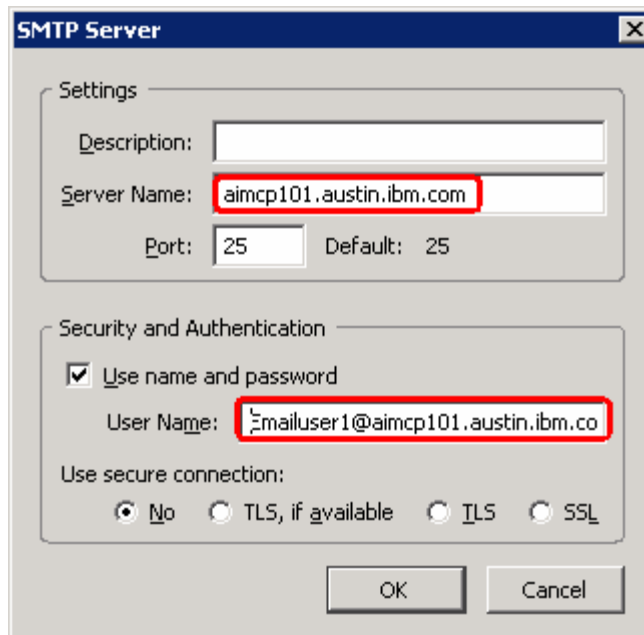 SMTP Server
Settings
Description:
Server Name: aimcp101.austin.ibm.com
Port: 25 Default: 25
Security and Authentication
Use name and password
User Name: Emailuser1@aimcp101.austin.ibm.co
Use secure connection:
No TLS, if available TLS SSL
OK Cancel